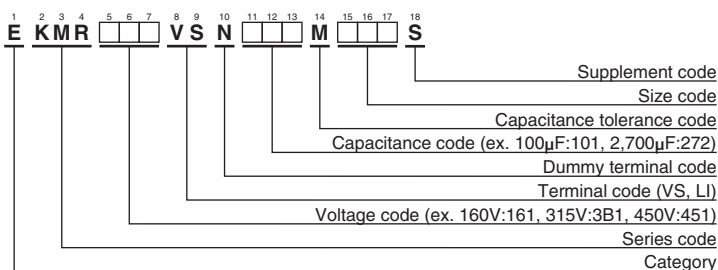 1 2 3 4 5 6 7 8 9 10 11 12 13 14 15 16 17 18
E KMR □□□ VS N □□□ M □□□ S
Supplement code
Size code
Capacitance tolerance code
Capacitance code (ex. 100μF:101, 2,700μF:272)
Dummy terminal code
Terminal code (VS, LI)
Voltage code (ex. 160V:161, 315V:3B1, 450V:451)
Series code
Category